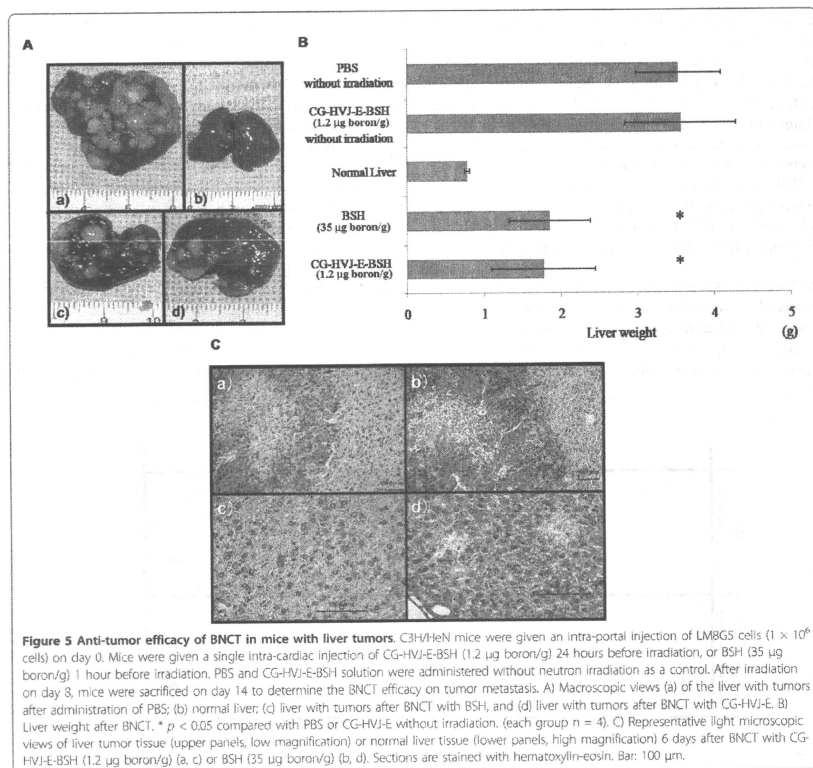 A
a)
b)
c)
d)
B
PBS
without irradiation
CG-HVJ-E-BSH
(1.2 µg boron/g)
without irradiation
Normal Liver
BSH
(35 µg boron/g)
*
CG-HVJ-E-BSH
(1.2 µg boron/g)
*
0 1 2 3 4 5
Liver weight (g)
C
a)
b)
c)
d)
Figure 5 Anti-tumor efficacy of BNCT in mice with liver tumors. C3H/HeN mice were given an intra-portal injection of LM8G5 cells (1 × 10⁶
cells) on day 0. Mice were given a single intra-cardiac injection of CG-HVJ-E-BSH (1.2 µg boron/g) 24 hours before irradiation, or BSH (35 µg
boron/g) 1 hour before irradiation. PBS and CG-HVJ-E-BSH solution were administered without neutron irradiation as a control. After irradiation
on day 8, mice were sacrificed on day 14 to determine the BNCT efficacy on tumor metastasis. A) Macroscopic views (a) of the liver with tumors
after administration of PBS; (b) normal liver; (c) liver with tumors after BNCT with BSH, and (d) liver with tumors after BNCT with CG-HVJ-E. B)
Liver weight after BNCT. * p < 0.05 compared with PBS or CG-HVJ-E without irradiation. (each group n = 4). C) Representative light microscopic
views of liver tumor tissue (upper panels, low magnification) or normal liver tissue (lower panels, high magnification) 6 days after BNCT with CG-
HVJ-E-BSH (1.2 µg boron/g) (a, c) or BSH (35 µg boron/g) (b, d). Sections are stained with hematoxylin-eosin. Bar: 100 µm.